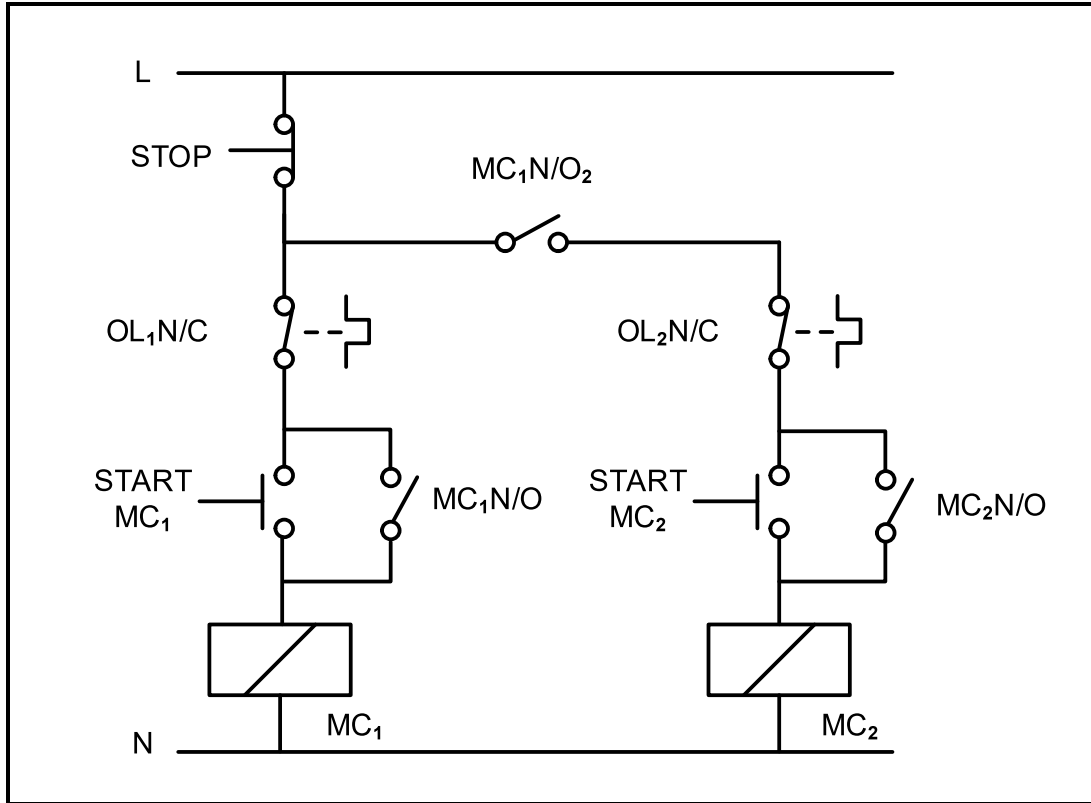 L
STOP
MC₁N/O₂
OL₁N/C
OL₂N/C
START
MC₁
MC₁N/O
START
MC₂
MC₂N/O
MC₁
MC₂
N